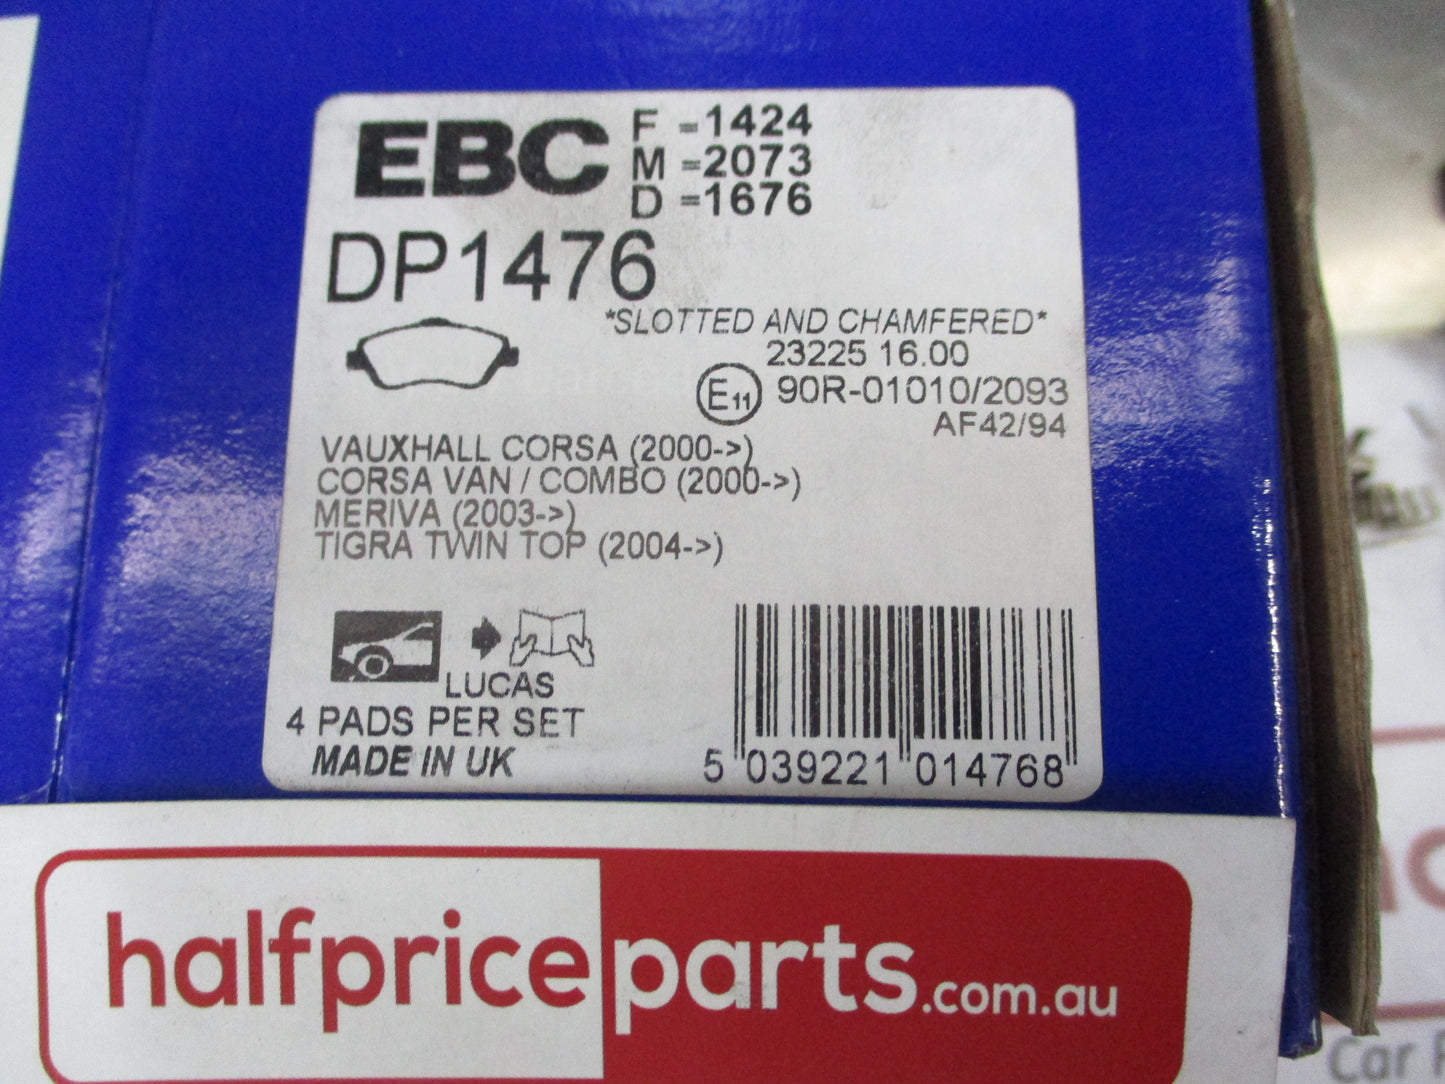 EBC
F =1424
M =2073
D =1676
DP1476
*SLOTTED AND CHAMFERED*
23225 16.00
E11 90R-01010/2093
AF42/94
VAUXHALL CORSA (2000->)
CORSA VAN / COMBO (2000->)
MERIVA (2003->)
TIGRA TWIN TOP (2004->)
LUCAS
4 PADS PER SET
MADE IN UK
5 039221 014768
halfpriceparts.com.au
Car